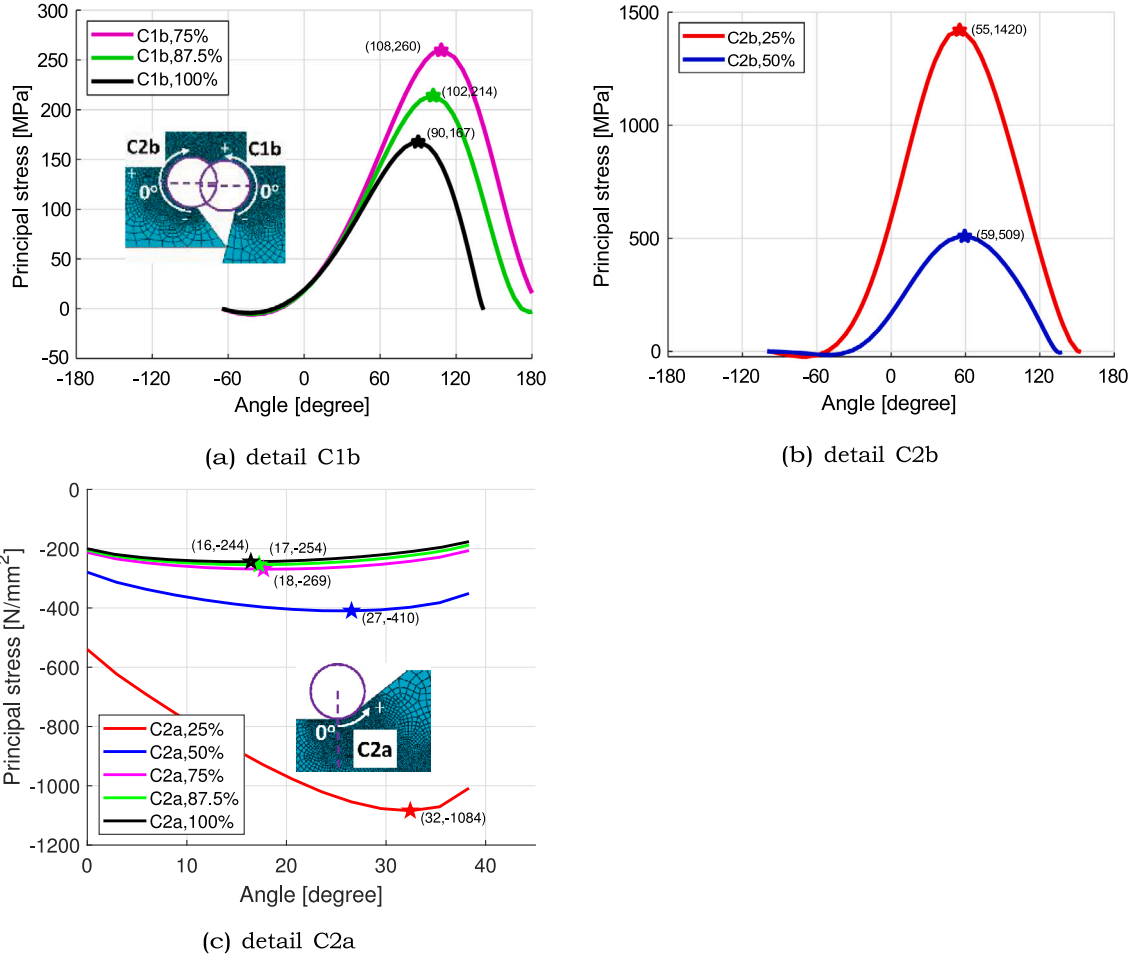 300
250
200
150
100
50
0
-50
Principal stress [MPa]
C1b,75%
C1b,87.5%
C1b,100%
(108,260)
(102,214)
(90,167)
C2b
C1b
+
+
0°
0°
-
-
-180
-120
-60
0
60
120
180
Angle [degree]
(a) detail C1b
1500
1000
500
0
Principal stress [MPa]
C2b,25%
C2b,50%
(55,1420)
(59,509)
-180
-120
-60
0
60
120
180
Angle [degree]
(b) detail C2b
0
-200
-400
-600
-800
-1000
-1200
Principal stress [N/mm²]
(16,-244)
(17,-254)
(18,-269)
(27,-410)
(32,-1084)
0°
+
C2a
C2a,25%
C2a,50%
C2a,75%
C2a,87.5%
C2a,100%
0
10
20
30
40
Angle [degree]
(c) detail C2a